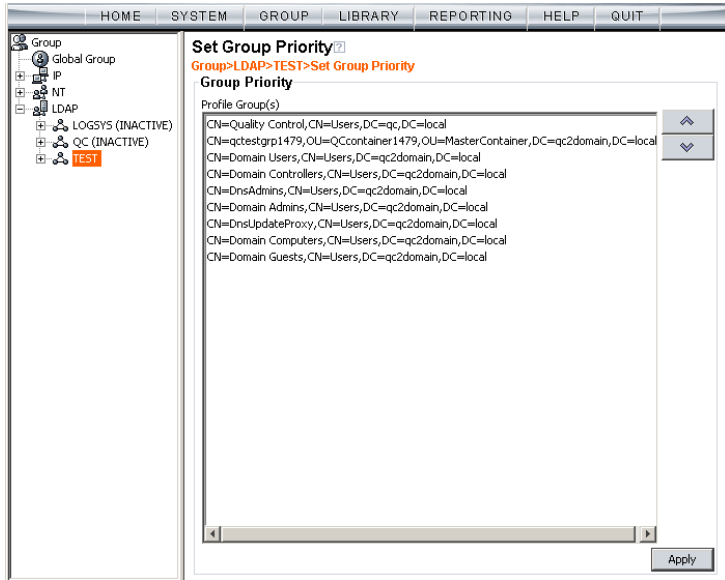 HOME SYSTEM GROUP LIBRARY REPORTING HELP QUIT
Group
Global Group
IP
NT
LDAP
LOGSYS (INACTIVE)
QC (INACTIVE)
TEST
Set Group Priority
Group>LDAP>TEST>Set Group Priority
Group Priority
Profile Group(s)
CN=Quality Control,CN=Users,DC=qc,DC=local
CN=qctestgrp1479,OU=QCcontainer1479,OU=MasterContainer,DC=qc2domain,DC=local
CN=Domain Users,CN=Users,DC=qc2domain,DC=local
CN=Domain Controllers,CN=Users,DC=qc2domain,DC=local
CN=DnsAdmins,CN=Users,DC=qc2domain,DC=local
CN=Domain Admins,CN=Users,DC=qc2domain,DC=local
CN=DnsUpdateProxy,CN=Users,DC=qc2domain,DC=local
CN=Domain Computers,CN=Users,DC=qc2domain,DC=local
CN=Domain Guests,CN=Users,DC=qc2domain,DC=local
Apply